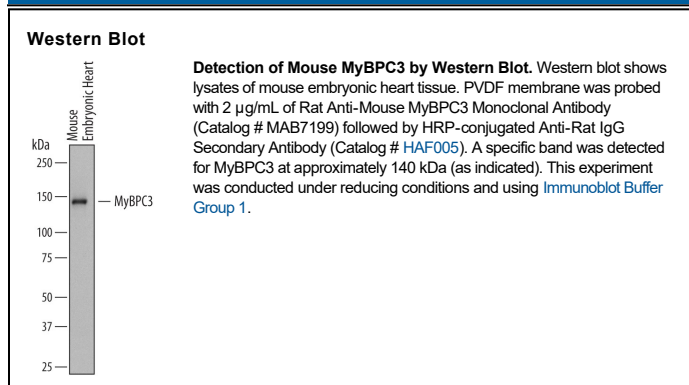 Western Blot
Mouse
Embryonic Heart
kDa
250
150
MyBPC3
100
75
50
37
25
Detection of Mouse MyBPC3 by Western Blot. Western blot shows
lysates of mouse embryonic heart tissue. PVDF membrane was probed
with 2 µg/mL of Rat Anti-Mouse MyBPC3 Monoclonal Antibody
(Catalog # MAB7199) followed by HRP-conjugated Anti-Rat IgG
Secondary Antibody (Catalog # HAF005). A specific band was detected
for MyBPC3 at approximately 140 kDa (as indicated). This experiment
was conducted under reducing conditions and using Immunoblot Buffer
Group 1.